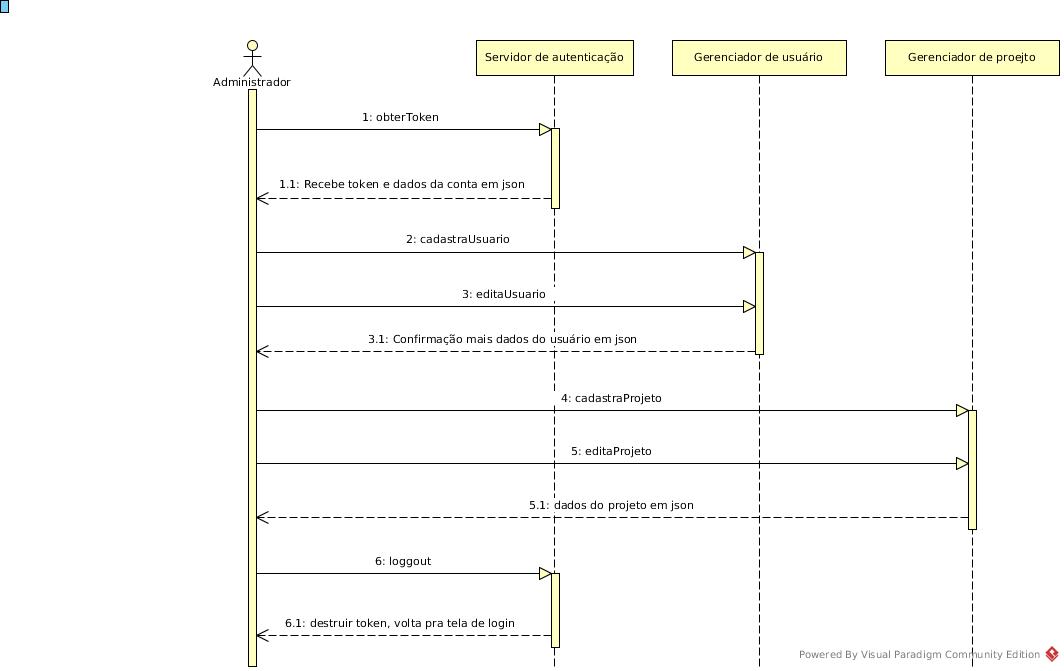 Administrador
Servidor de autenticação
Gerenciador de usuário
Gerenciador de proejto
1: obterToken
1.1: Recebe token e dados da conta em json
2: cadastraUsuario
3: editaUsuario
3.1: Confirmação mais dados do usuário em json
4: cadastraProjeto
5: editaProjeto
5.1: dados do projeto em json
6: loggout
6.1: destruir token, volta pra tela de login
Powered By Visual Paradigm Community Edition